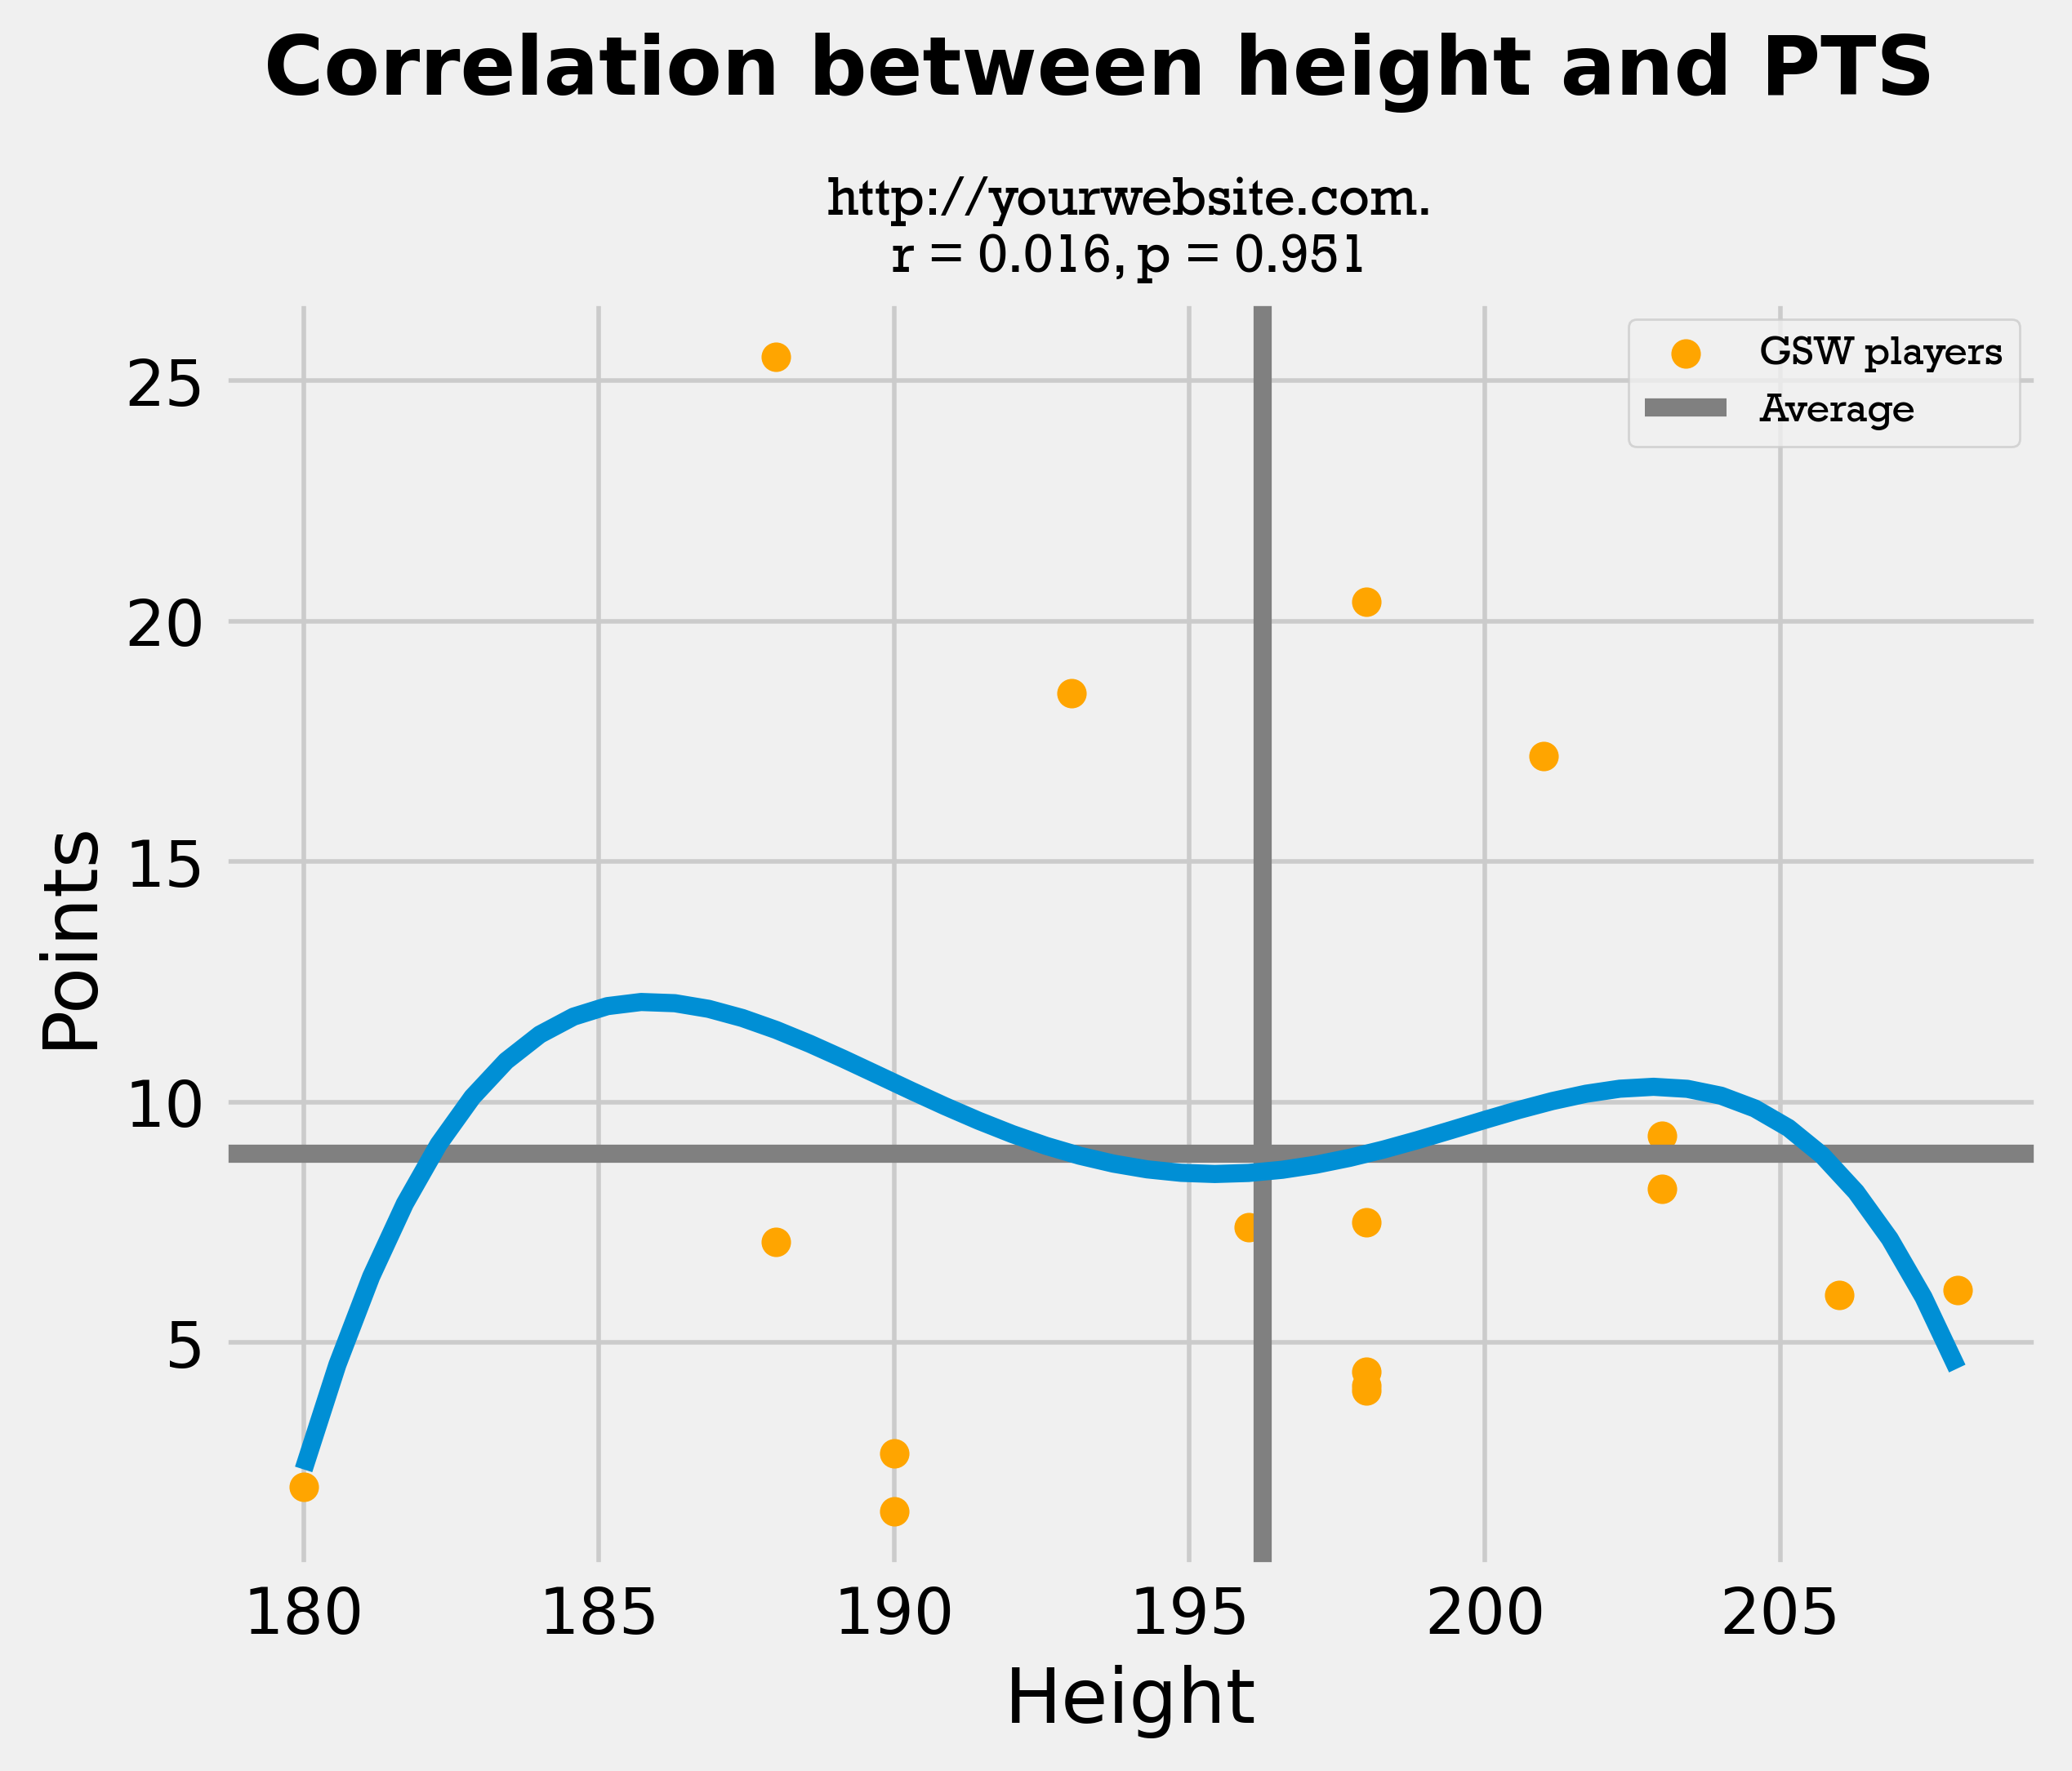 Correlation between height and PTS
http://yourwebsite.com.
r = 0.016, p = 0.951
GSW players
Average
25
20
15
10
5
Points
180 185 190 195 200 205
Height